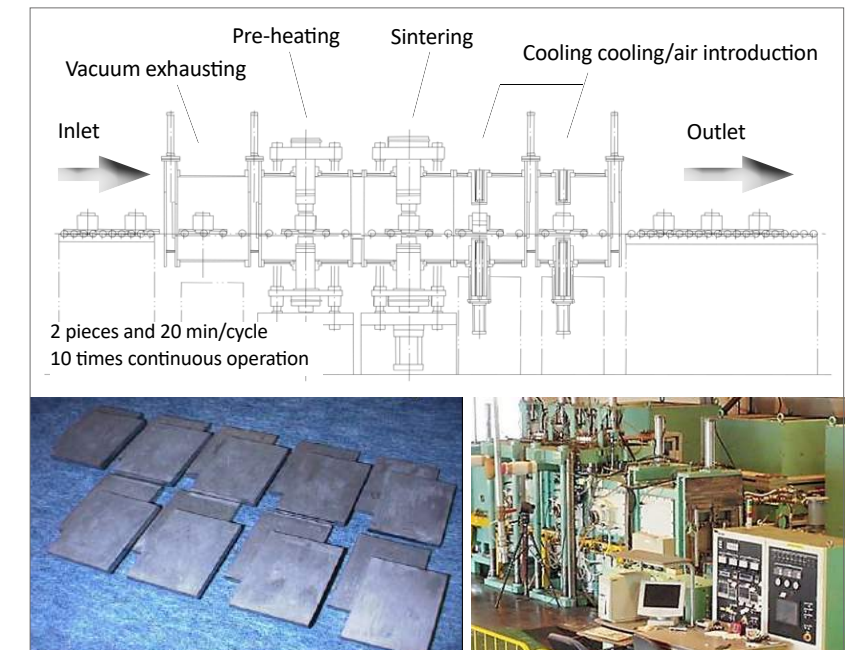 Pre-heating
Sintering
Vacuum exhausting
Cooling cooling/air introduction
Inlet
Outlet
2 pieces and 20 min/cycle
10 times continuous operation